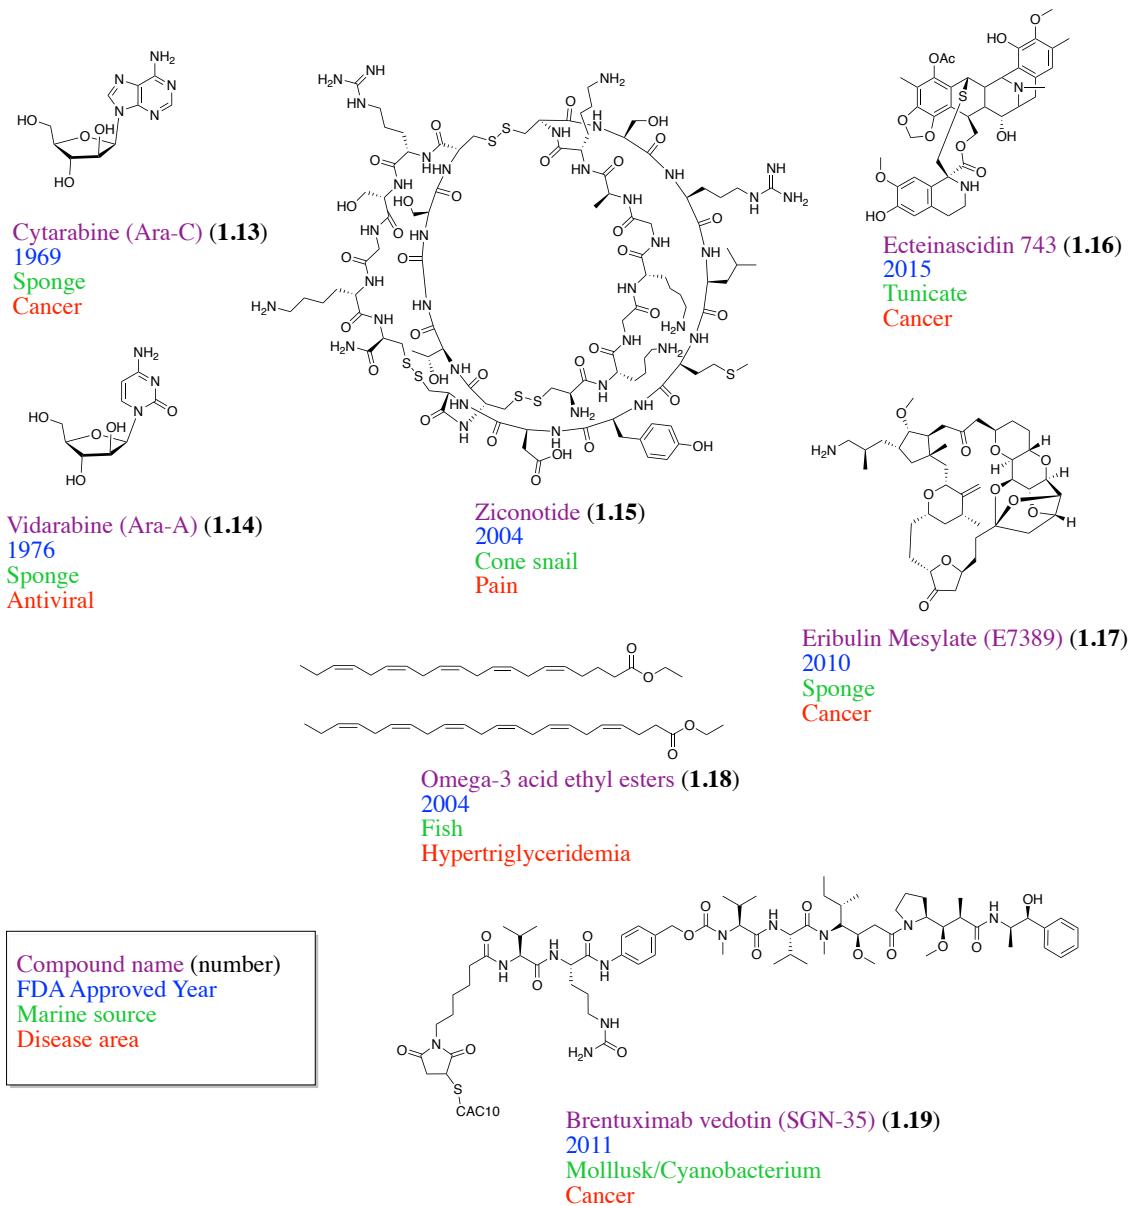 Cytarabine (Ara-C) (1.13)
1969
Sponge
Cancer
Vidarabine (Ara-A) (1.14)
1976
Sponge
Antiviral
Ziconotide (1.15)
2004
Cone snail
Pain
Ecteinascidin 743 (1.16)
2015
Tunicate
Cancer
Eribulin Mesylate (E7389) (1.17)
2010
Sponge
Cancer
Omega-3 acid ethyl esters (1.18)
2004
Fish
Hypertriglyceridemia
Compound name (number)
FDA Approved Year
Marine source
Disease area
CAC10
Brentuximab vedotin (SGN-35) (1.19)
2011
Molllusk/Cyanobacterium
Cancer